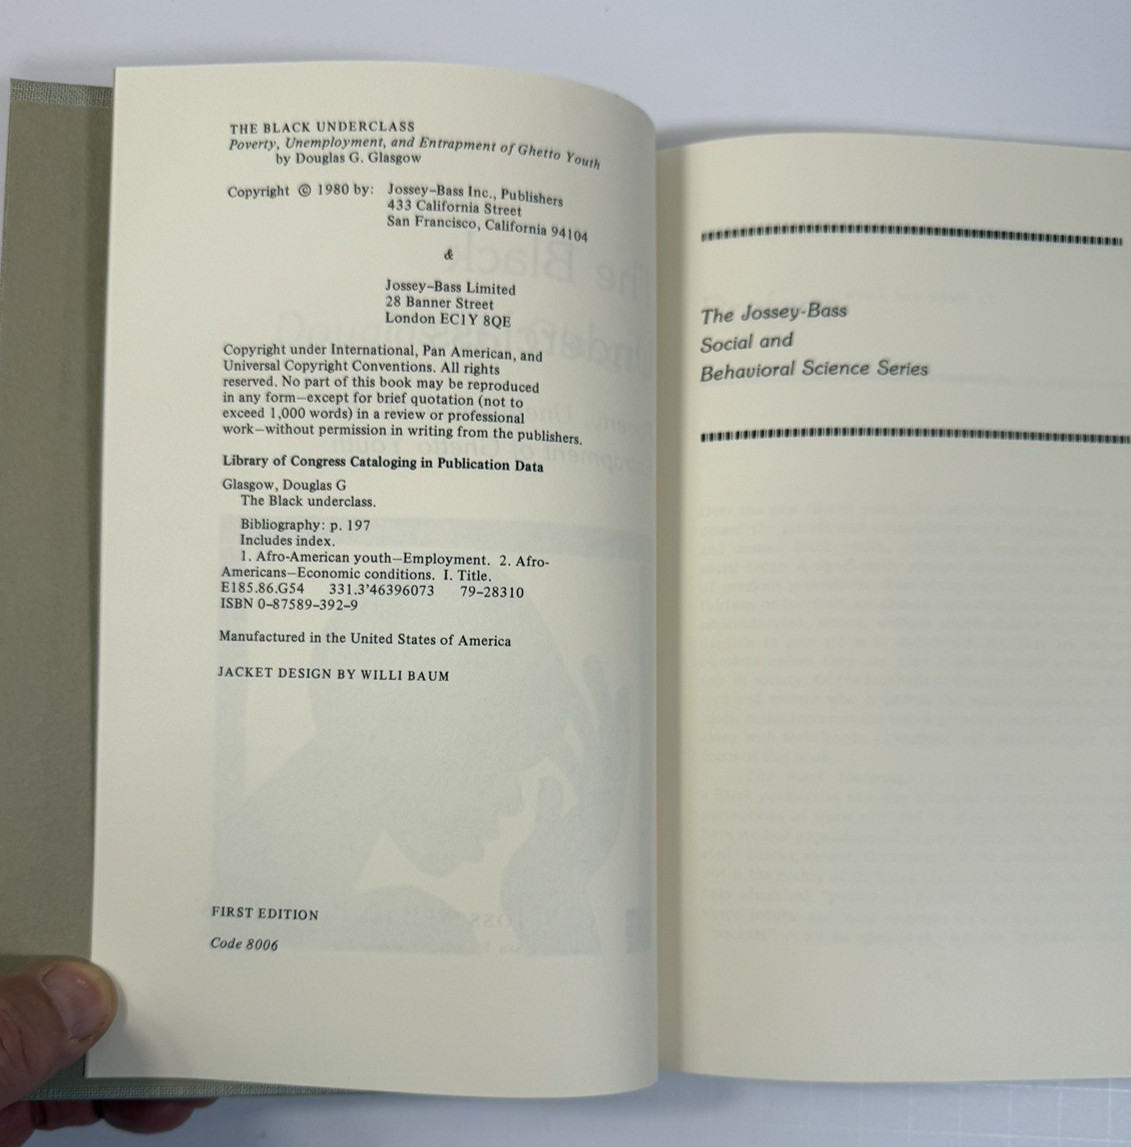 THE BLACK UNDERCLASS
Poverty, Unemployment, and Entrapment of Ghetto Youth
by Douglas G. Glasgow
Copyright © 1980 by: Jossey-Bass Inc., Publishers
433 California Street
San Francisco, California 94104
&
Jossey-Bass Limited
28 Banner Street
London EC1Y 8QE
Copyright under International, Pan American, and
Universal Copyright Conventions. All rights
reserved. No part of this book may be reproduced
in any form—except for brief quotation (not to
exceed 1,000 words) in a review or professional
work—without permission in writing from the publishers.
Library of Congress Cataloging in Publication Data
Glasgow, Douglas G
The Black underclass.
Bibliography: p. 197
Includes index.
1. Afro-American youth—Employment. 2. Afro-
Americans—Economic conditions. I. Title.
E185.86.G54 331.3'46396073 79-28310
ISBN 0-87589-392-9
Manufactured in the United States of America
JACKET DESIGN BY WILLI BAUM
FIRST EDITION
Code 8006
The Jossey-Bass
Social and
Behavioral Science Series